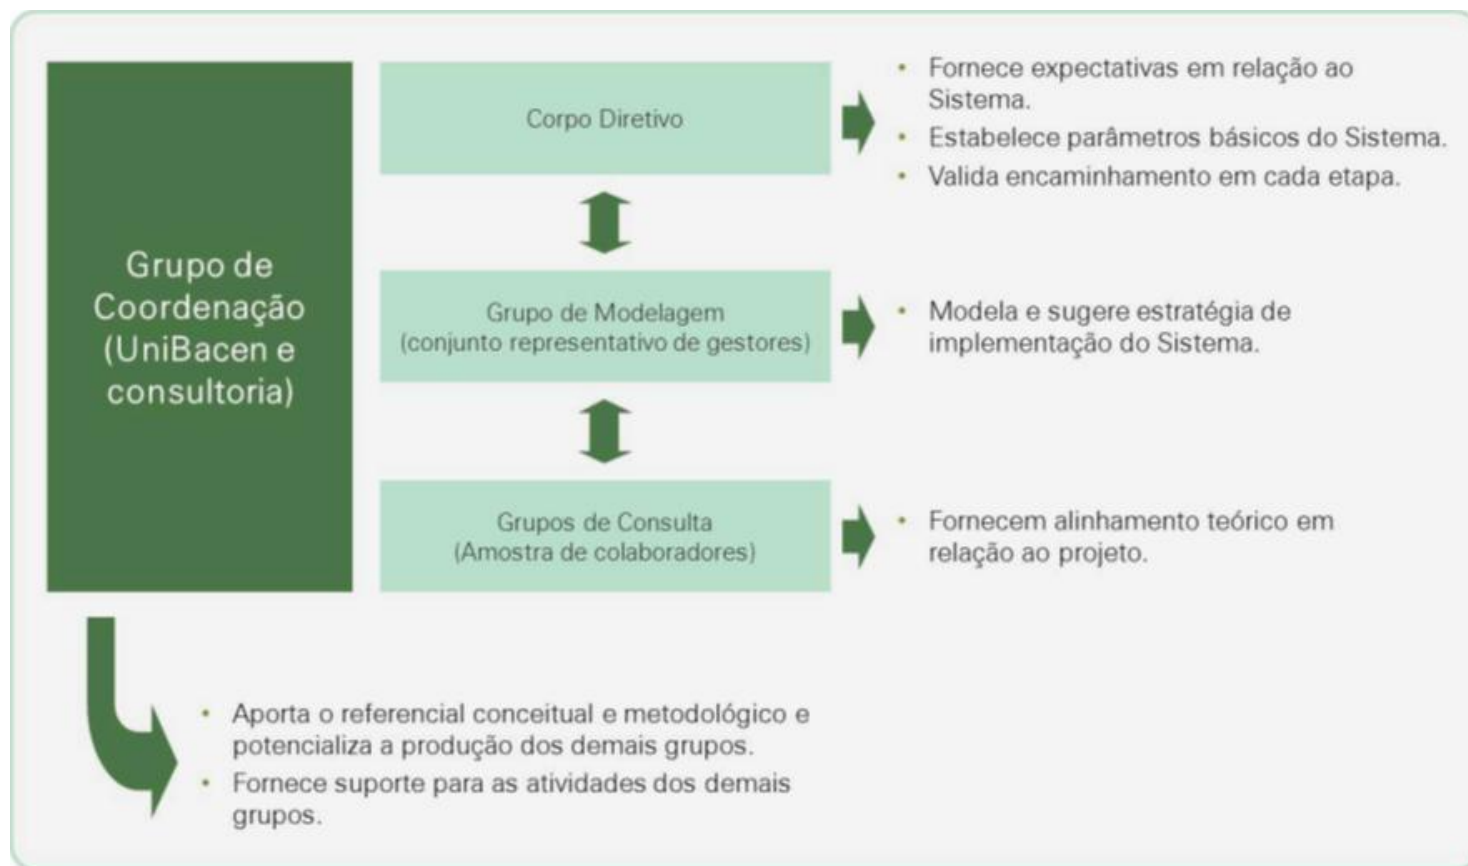 Grupo de
Coordenação
(UniBacen e
consultoria)
Corpo Diretivo
• Fornece expectativas em relação ao
Sistema.
• Estabelece parâmetros básicos do Sistema.
• Valida encaminhamento em cada etapa.
Grupo de Modelagem
(conjunto representativo de gestores)
• Modela e sugere estratégia de
implementação do Sistema.
Grupos de Consulta
(Amostra de colaboradores)
• Fornecem alinhamento teórico em
relação ao projeto.
• Aporta o referencial conceitual e metodológico e
potencializa a produção dos demais grupos.
• Fornece suporte para as atividades dos demais
grupos.